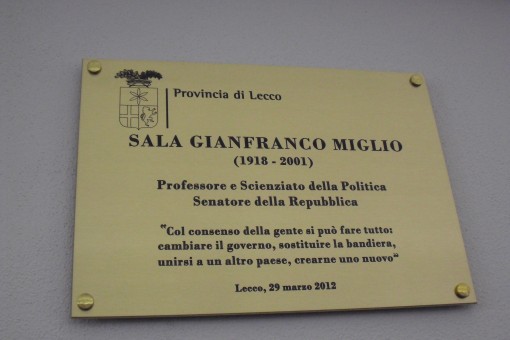 Provincia di Lecco
SALA GIANFRANCO MIGLIO
(1918 - 2001)
Professore e Scienziato della Politica
Senatore della Repubblica
"Col consenso della gente si può fare tutto:
cambiare il governo, sostituire la bandiera,
unirsi a un altro paese, crearne uno nuovo"
Lecco, 29 marzo 2012